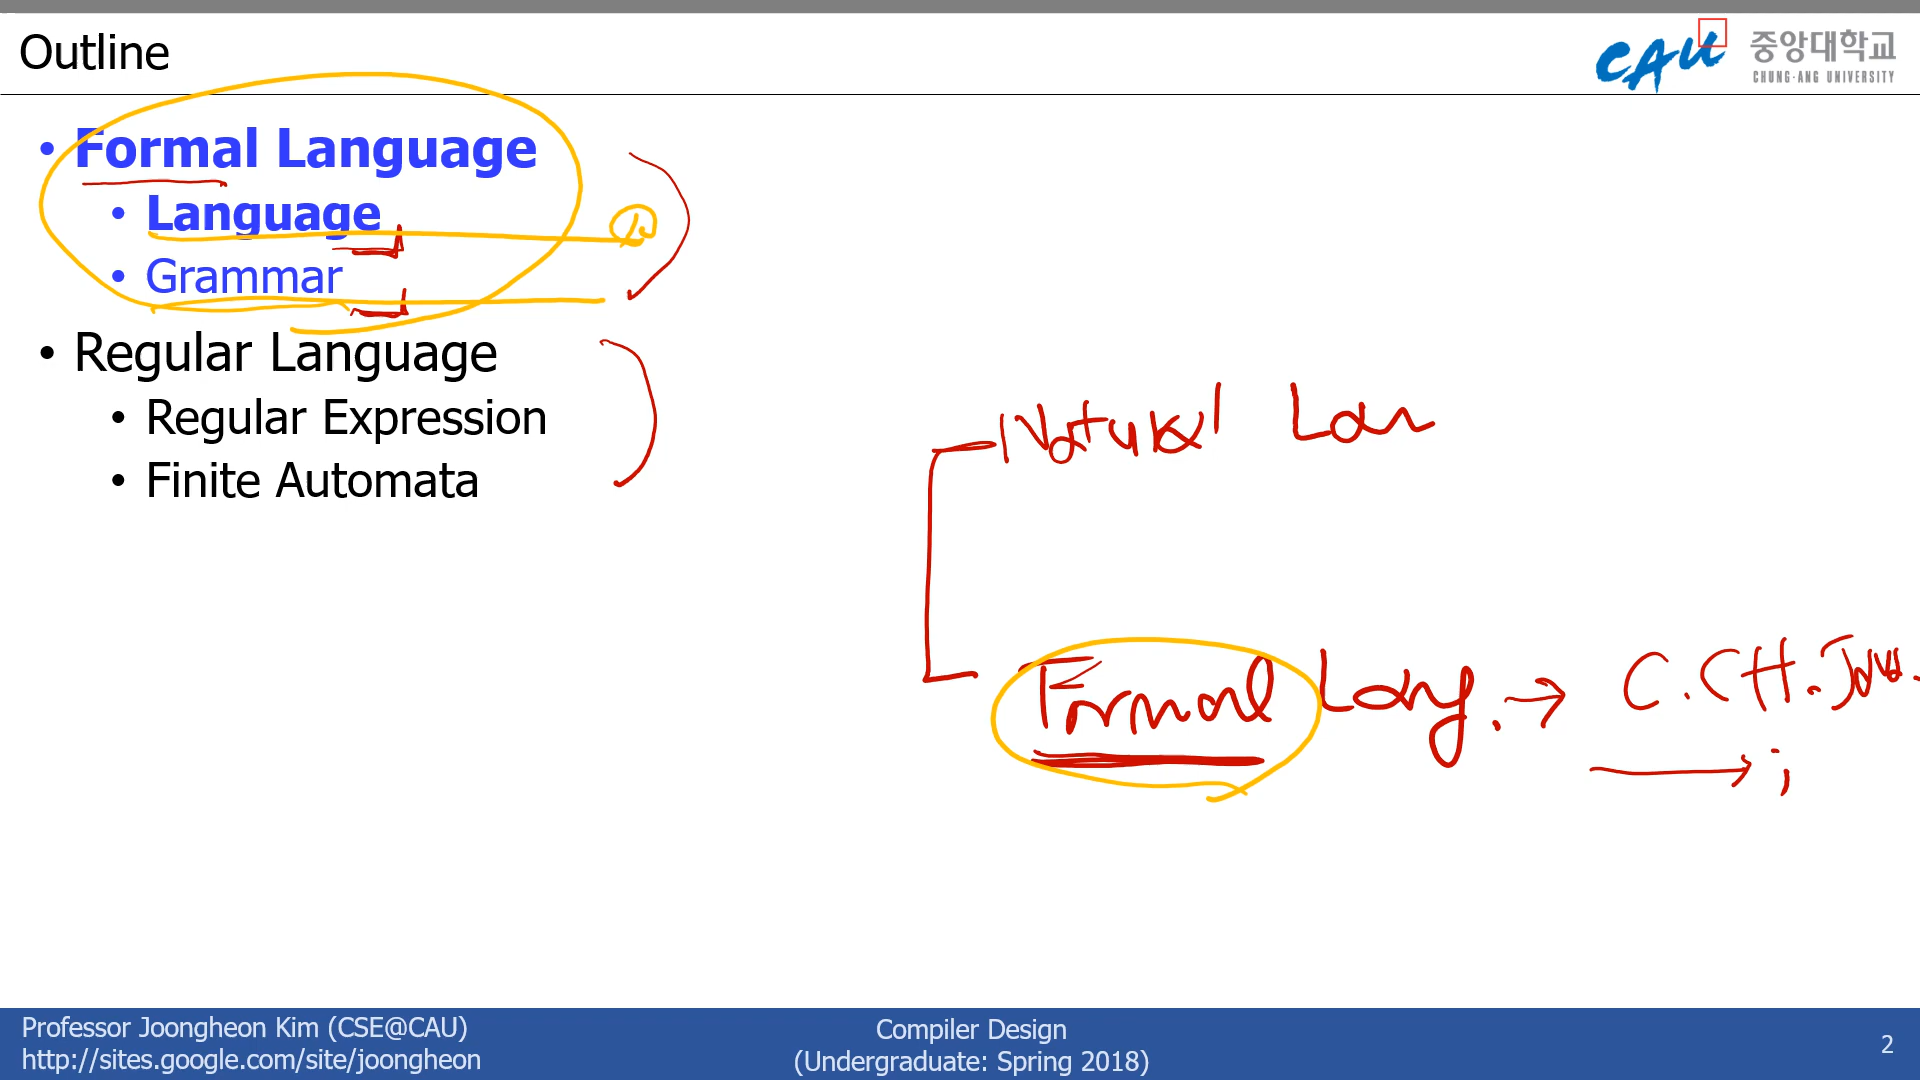 Outline
CAU 중앙대학교
CHUNG-ANG UNIVERSITY
• Formal Language
• Language
• Grammar
• Regular Language
• Regular Expression
• Finite Automata
Natural Lan
Formal Lang. → C. C++. Java.
→ ;
Professor Joongheon Kim (CSE@CAU)
http://sites.google.com/site/joongheon
Compiler Design
(Undergraduate: Spring 2018)
2